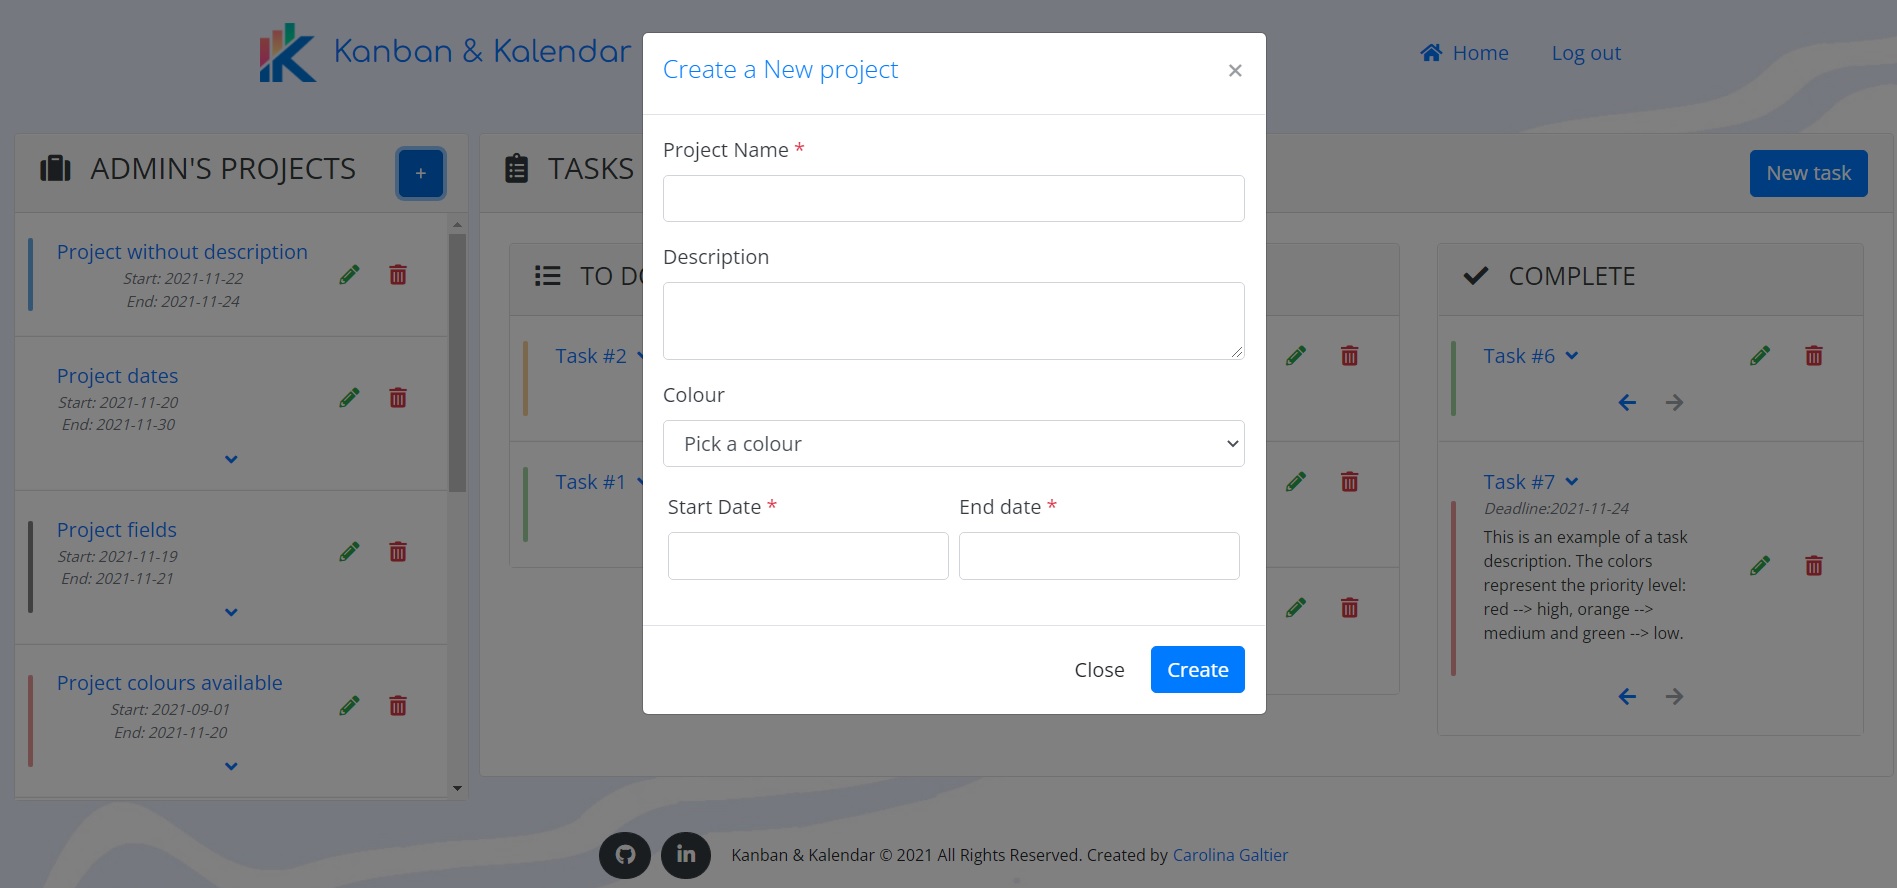 Kanban & Kalendar
Home
Log out
ADMIN'S PROJECTS
+
Project without description
Start: 2021-11-22
End: 2021-11-24
Project dates
Start: 2021-11-20
End: 2021-11-30
Project fields
Start: 2021-11-19
End: 2021-11-21
Project colours available
Start: 2021-09-01
End: 2021-11-20
TASKS
New task
TO DO
Task #2
Task #1
COMPLETE
Task #6
Task #7
Deadline:2021-11-24
This is an example of a task
description. The colors
represent the priority level:
red --> high, orange -->
medium and green --> low.
Create a New project
×
Project Name *
Description
Colour
Pick a colour
Start Date *
End date *
Close
Create
in
Kanban & Kalendar © 2021 All Rights Reserved. Created by Carolina Galtier